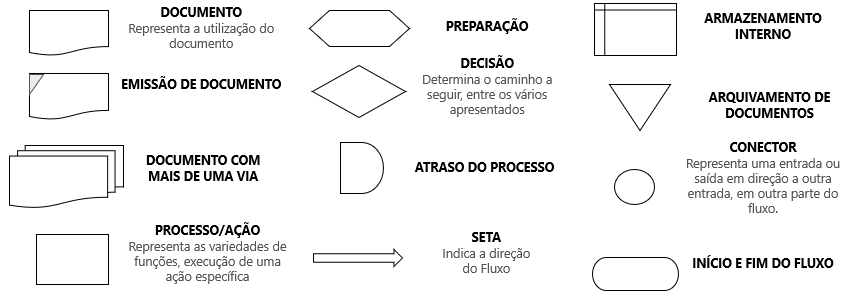 DOCUMENTO
Representa a utilização do
documento
EMISSÃO DE DOCUMENTO
DOCUMENTO COM
MAIS DE UMA VIA
PROCESSO/AÇÃO
Representa as variedades de
funções, execução de uma
ação específica
PREPARAÇÃO
DECISÃO
Determina o caminho a
seguir, entre os vários
apresentados
ATRASO DO PROCESSO
SETA
Indica a direção
do Fluxo
ARMAZENAMENTO
INTERNO
ARQUIVAMENTO DE
DOCUMENTOS
CONECTOR
Representa uma entrada ou
saída em direção a outra
entrada, em outra parte do
fluxo.
INÍCIO E FIM DO FLUXO